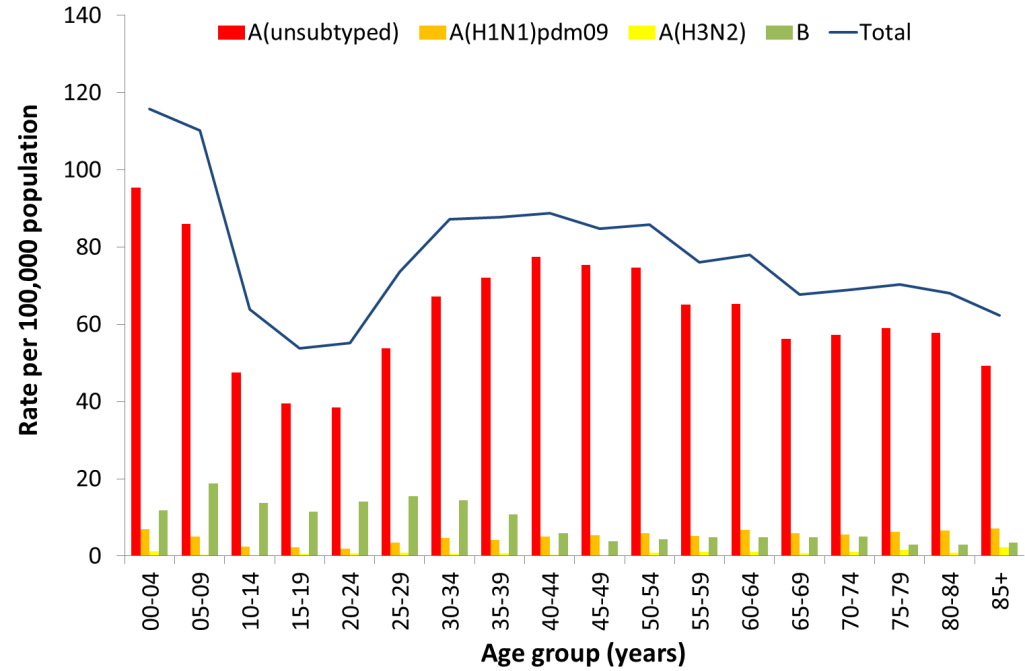 A(unsubtyped) A(H1N1)pdm09 A(H3N2) B Total
Rate per 100,000 population
140
120
100
80
60
40
20
0
00-04 05-09 10-14 15-19 20-24 25-29 30-34 35-39 40-44 45-49 50-54 55-59 60-64 65-69 70-74 75-79 80-84 85+
Age group (years)